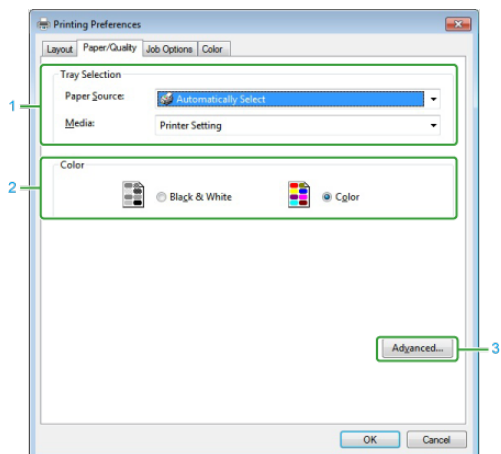 Printing Preferences
Layout Paper/Quality Job Options Color
Tray Selection
1
Paper Source: Automatically Select
Media: Printer Setting
Color
2
Black & White Color
Advanced... 3
OK Cancel